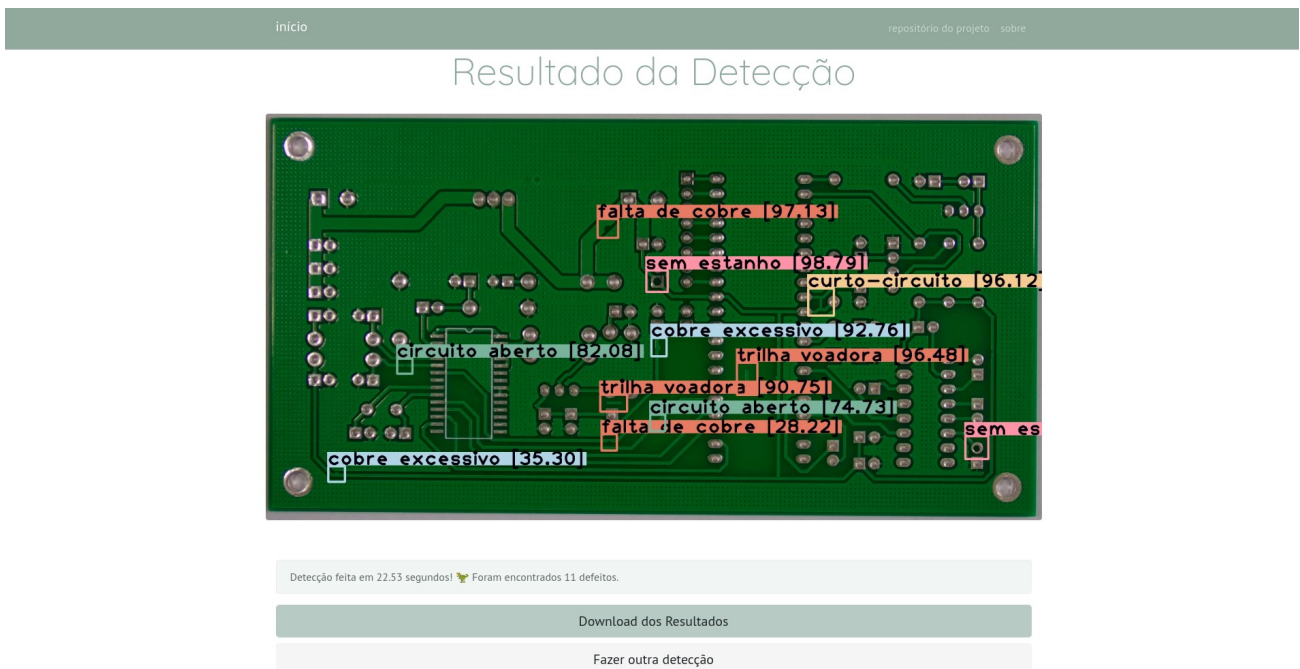 início
repositório do projeto sobre
Resultado da Detecção
falta de cobre [97.13]
sem estanho [98.79]
curto-circuito [96.12
cobre excessivo [92.76]
circuito aberto [82.08]
trilha voadora [96.48]
trilha voadora [90.75]
circuito aberto [74.73]
falta de cobre [28.22]
sem es
cobre excessivo [35.30]
Detecção feita em 22.53 segundos! 🦖 Foram encontrados 11 defeitos.
Download dos Resultados
Fazer outra detecção